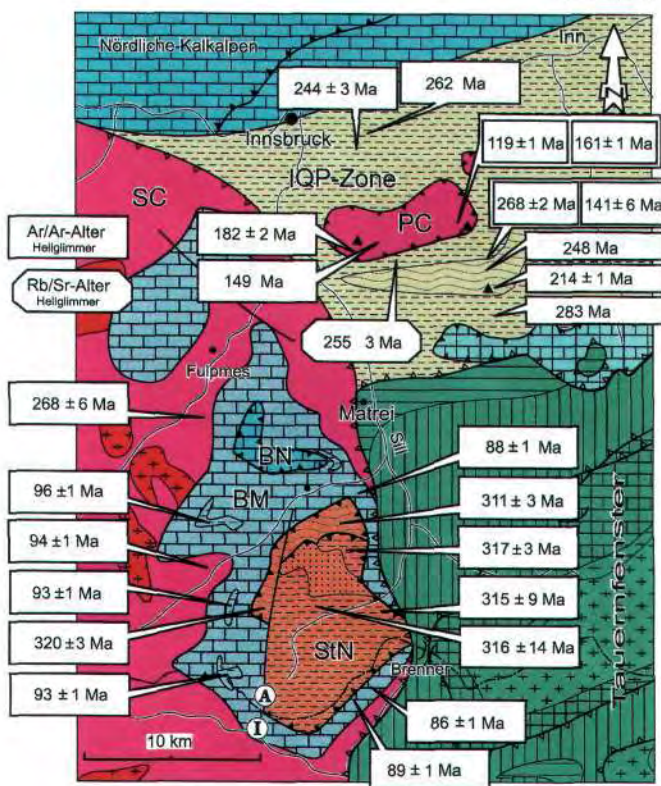 Nördliche-Kalkalpen
Inn
N
244 ± 3 Ma
262 Ma
Innsbruck
119 ± 1 Ma
161 ± 1 Ma
IQP-Zone
SC
PC
268 ± 2 Ma
141 ± 6 Ma
Ar/Ar-Alter
Hellglimmer
182 ± 2 Ma
248 Ma
149 Ma
214 ± 1 Ma
Rb/Sr-Alter
Hellglimmer
283 Ma
255 3 Ma
Fulpmes
268 ± 6 Ma
Matrei
Sill
88 ± 1 Ma
BN
96 ±1 Ma
BM
311 ± 3 Ma
94 ±1 Ma
317 ±3 Ma
93 ±1 Ma
315 ± 9 Ma
320 ±3 Ma
316 ± 14 Ma
StN
Brenner
Tauernfenster
93 ± 1 Ma
A
I
86 ± 1 Ma
10 km
89 ± 1 Ma